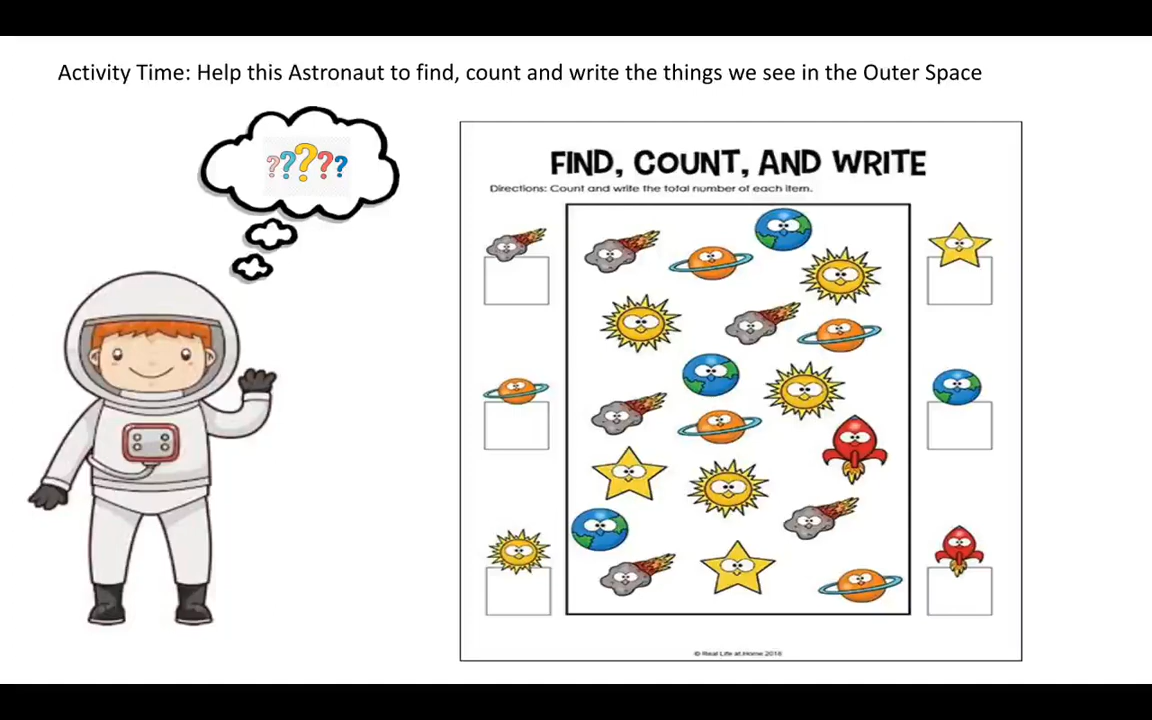 Activity Time: Help this Astronaut to find, count and write the things we see in the Outer Space
?????
FIND, COUNT, AND WRITE
Directions: Count and write the total number of each item.
© Real Life at Home 2018